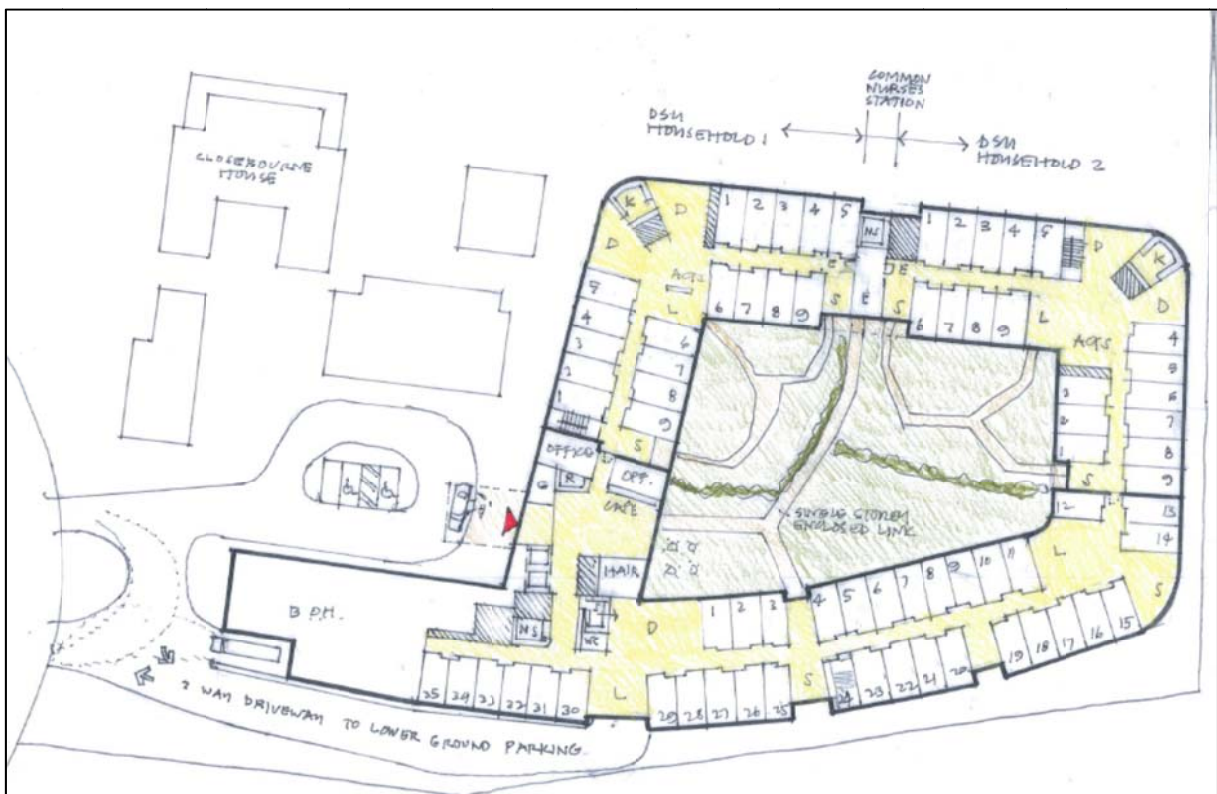 COMMON
NURSES
STATION
DSU
HOUSEHOLD 1
DSU
HOUSEHOLD 2
CLOSEBOURNE
HOUSE
K
D
D
1 2 3 4 5
NS
1 2 3 4 5
D
K
D
ACTS
L
6 7 8 9
E
S
E
E
S
6 7 8 9
L
ACTS
5
4
3
2
1
6
7
8
9
S
4
5
6
7
8
9
3
2
1
S
OFFICE
R
OFF.
CAFE
HAIR
SINGLE STOREY
ENCLOSED LINK
12
13
14
L
S
B.P.H.
NS
WC
D
1 2 3
4 5 6 7 8 9 10 11
35 34 33 32 31 30
L
29 28 27 26 25
S
24 23 22 21 20
19 18 17 16 15
2 WAY DRIVEWAY TO LOWER GROUND PARKING.